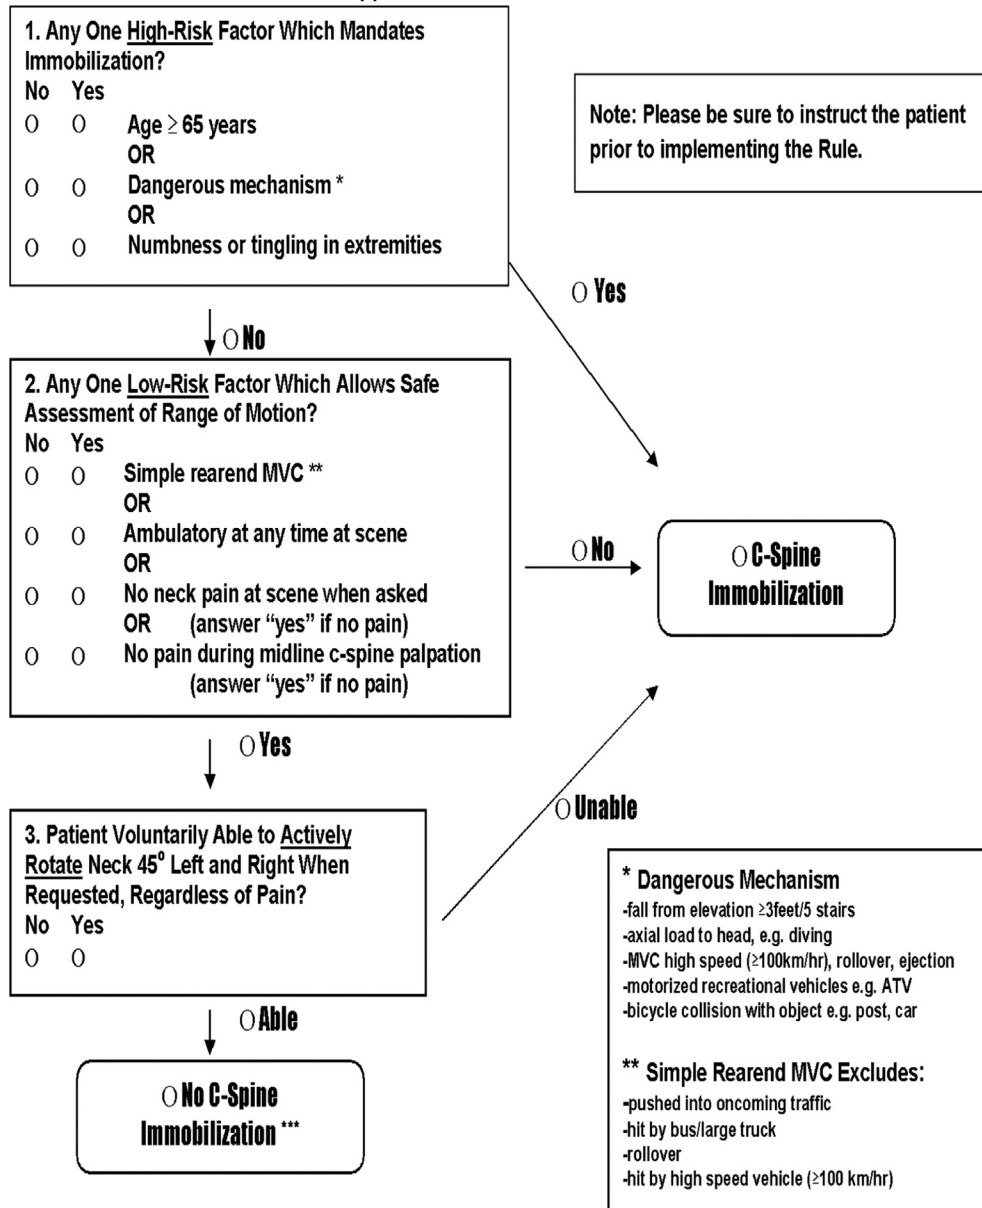 1. Any One High-Risk Factor Which Mandates
Immobilization?
No Yes
O O Age ≥ 65 years
OR
O O Dangerous mechanism *
OR
O O Numbness or tingling in extremities
Note: Please be sure to instruct the patient
prior to implementing the Rule.
O Yes
O No
2. Any One Low-Risk Factor Which Allows Safe
Assessment of Range of Motion?
No Yes
O O Simple rearend MVC **
OR
O O Ambulatory at any time at scene
OR
O O No neck pain at scene when asked
OR (answer “yes” if no pain)
O O No pain during midline c-spine palpation
(answer “yes” if no pain)
O No
O C-Spine
Immobilization
O Yes
O Unable
3. Patient Voluntarily Able to Actively
Rotate Neck 45° Left and Right When
Requested, Regardless of Pain?
No Yes
O O
O Able
O No C-Spine
Immobilization ***
* Dangerous Mechanism
-fall from elevation ≥3feet/5 stairs
-axial load to head, e.g. diving
-MVC high speed (≥100km/hr), rollover, ejection
-motorized recreational vehicles e.g. ATV
-bicycle collision with object e.g. post, car
** Simple Rearend MVC Excludes:
-pushed into oncoming traffic
-hit by bus/large truck
-rollover
-hit by high speed vehicle (≥100 km/hr)